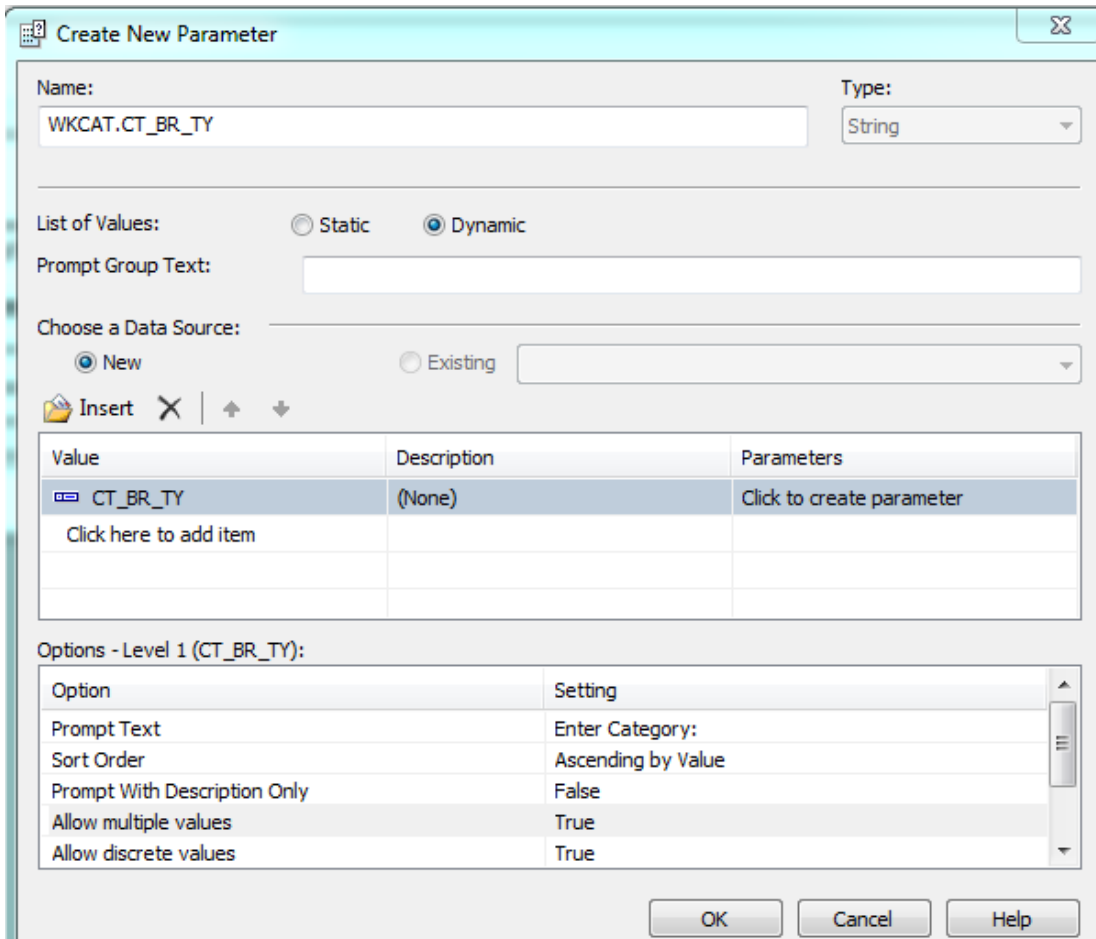 Create New Parameter
Name: Type:
WKCAT.CT_BR_TY String
List of Values: Static Dynamic
Prompt Group Text:
Choose a Data Source:
New Existing
Insert
Value Description Parameters
CT_BR_TY (None) Click to create parameter
Click here to add item
Options - Level 1 (CT_BR_TY):
Option Setting
Prompt Text Enter Category:
Sort Order Ascending by Value
Prompt With Description Only False
Allow multiple values True
Allow discrete values True
OK Cancel Help